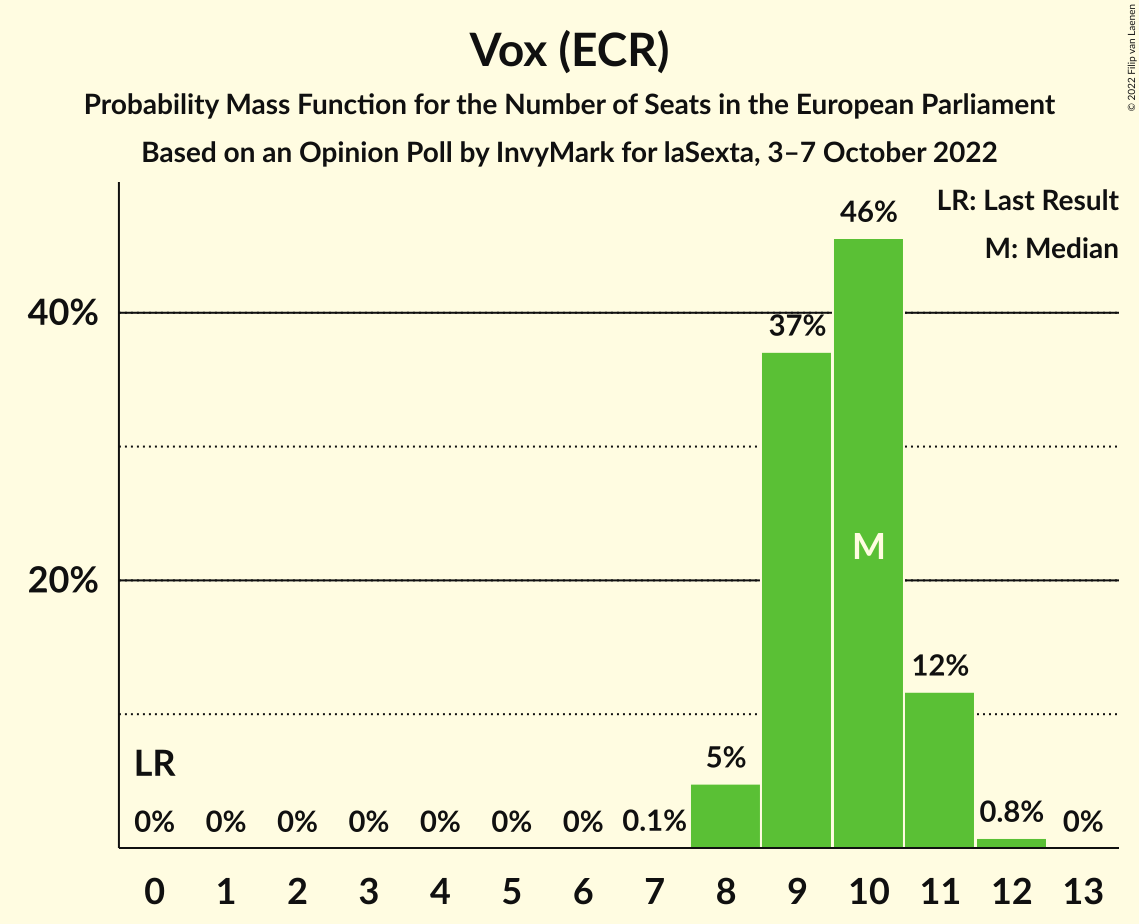 Vox (ECR)
Probability Mass Function for the Number of Seats in the European Parliament
Based on an Opinion Poll by InvyMark for laSexta, 3–7 October 2022
© 2022 Filip van Laenen
LR: Last Result
M: Median
46%
40%
37%
M
20%
12%
LR
5%
0% 0% 0% 0% 0% 0% 0% 0.1% 0.8% 0%
0 1 2 3 4 5 6 7 8 9 10 11 12 13